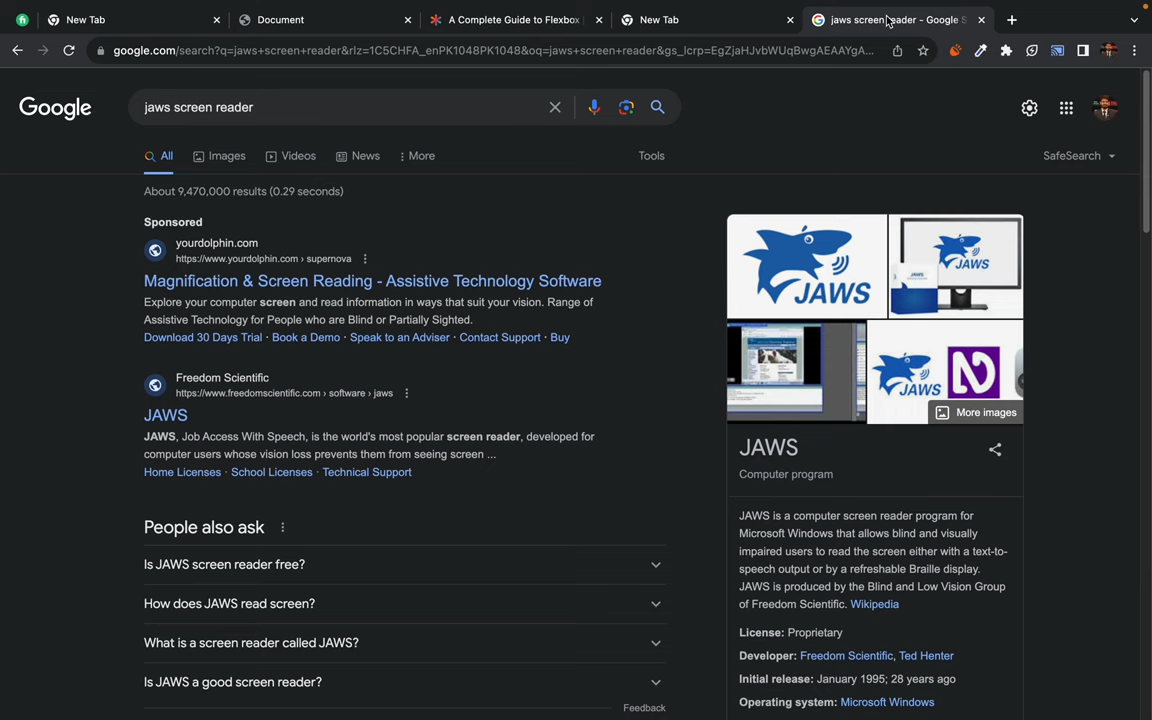 New Tab
Document
A Complete Guide to Flexbox
New Tab
jaws screen reader - Google S
google.com/search?q=jaws+screen+reader&rlz=1C5CHFA_enPK1048PK1048&oq=jaws+screen+reader&gs_lcrp=EgZjaHJvbWUqBwgAEAAYgA...
Google
jaws screen reader
All
Images
Videos
News
More
Tools
SafeSearch
About 9,470,000 results (0.29 seconds)
Sponsored
yourdolphin.com
https://www.yourdolphin.com › supernova
Magnification & Screen Reading - Assistive Technology Software
Explore your computer screen and read information in ways that suit your vision. Range of
Assistive Technology for People who are Blind or Partially Sighted.
Download 30 Days Trial · Book a Demo · Speak to an Adviser · Contact Support · Buy
Freedom Scientific
https://www.freedomscientific.com › software › jaws
JAWS
JAWS, Job Access With Speech, is the world's most popular screen reader, developed for
computer users whose vision loss prevents them from seeing screen ...
Home Licenses · School Licenses · Technical Support
People also ask
Is JAWS screen reader free?
How does JAWS read screen?
What is a screen reader called JAWS?
Is JAWS a good screen reader?
Feedback
JAWS
JAWS
JAWS
JAWS
More images
JAWS
Computer program
JAWS is a computer screen reader program for
Microsoft Windows that allows blind and visually
impaired users to read the screen either with a text-to-
speech output or by a refreshable Braille display.
JAWS is produced by the Blind and Low Vision Group
of Freedom Scientific. Wikipedia
License: Proprietary
Developer: Freedom Scientific, Ted Henter
Initial release: January 1995; 28 years ago
Operating system: Microsoft Windows